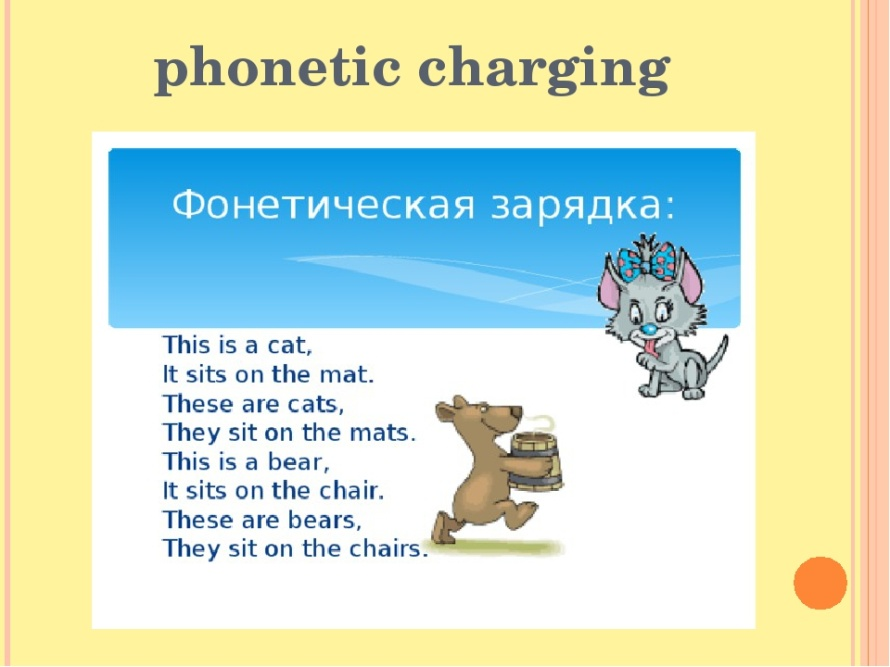 phonetic charging
Фонетическая зарядка:
This is a cat,
It sits on the mat.
These are cats,
They sit on the mats.
This is a bear,
It sits on the chair.
These are bears,
They sit on the chairs.